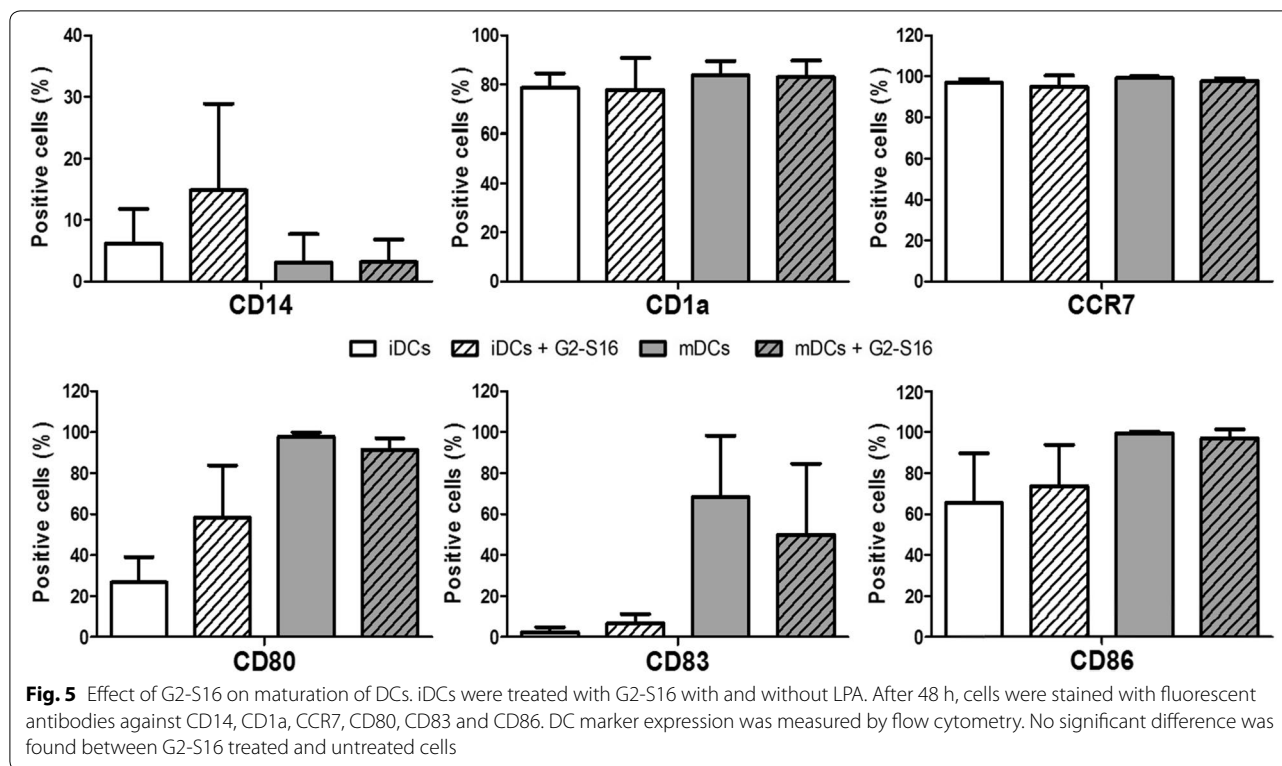 40
30
20
10
0
Positive cells (%)
CD14
100
80
60
40
20
0
Positive cells (%)
CD1a
120
100
80
60
40
20
0
Positive cells (%)
CCR7
iDCs iDCs + G2-S16 mDCs mDCs + G2-S16
120
100
80
60
40
20
0
Positive cells (%)
CD80
120
100
80
60
40
20
0
Positive cells (%)
CD83
120
100
80
60
40
20
0
Positive cells (%)
CD86
Fig. 5 Effect of G2-S16 on maturation of DCs. iDCs were treated with G2-S16 with and without LPA. After 48 h, cells were stained with fluorescent
antibodies against CD14, CD1a, CCR7, CD80, CD83 and CD86. DC marker expression was measured by flow cytometry. No significant difference was
found between G2-S16 treated and untreated cells